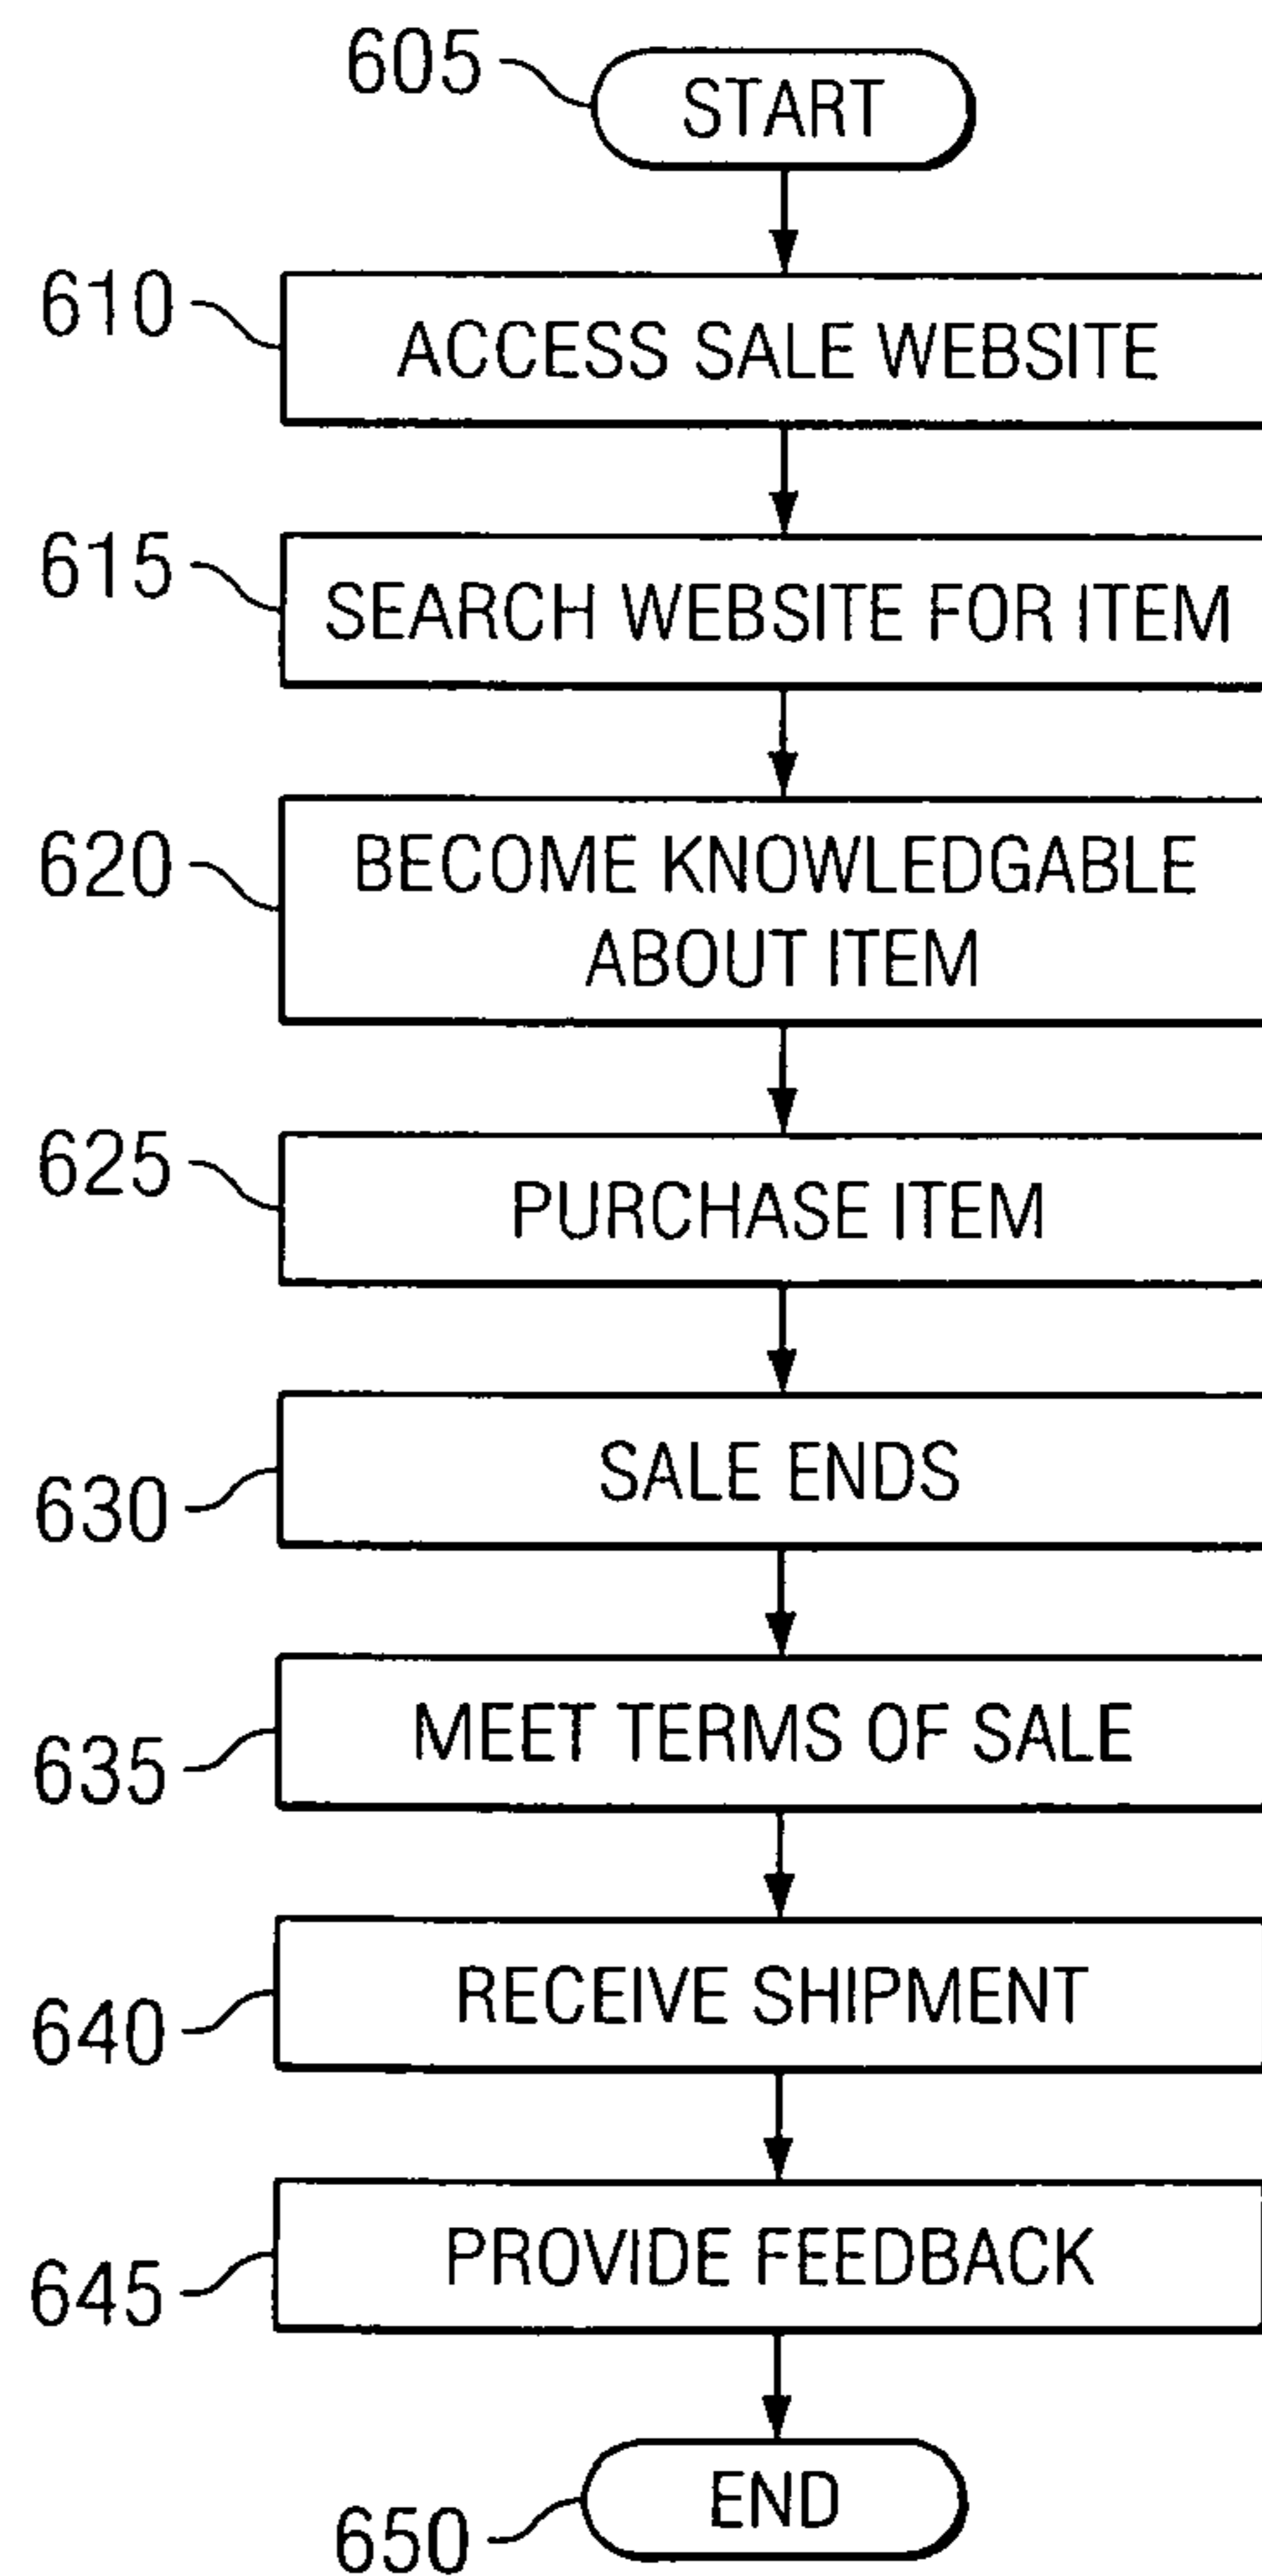 605
START
610
ACCESS SALE WEBSITE
615
SEARCH WEBSITE FOR ITEM
620
BECOME KNOWLEDGABLE
ABOUT ITEM
625
PURCHASE ITEM
630
SALE ENDS
635
MEET TERMS OF SALE
640
RECEIVE SHIPMENT
645
PROVIDE FEEDBACK
650
END